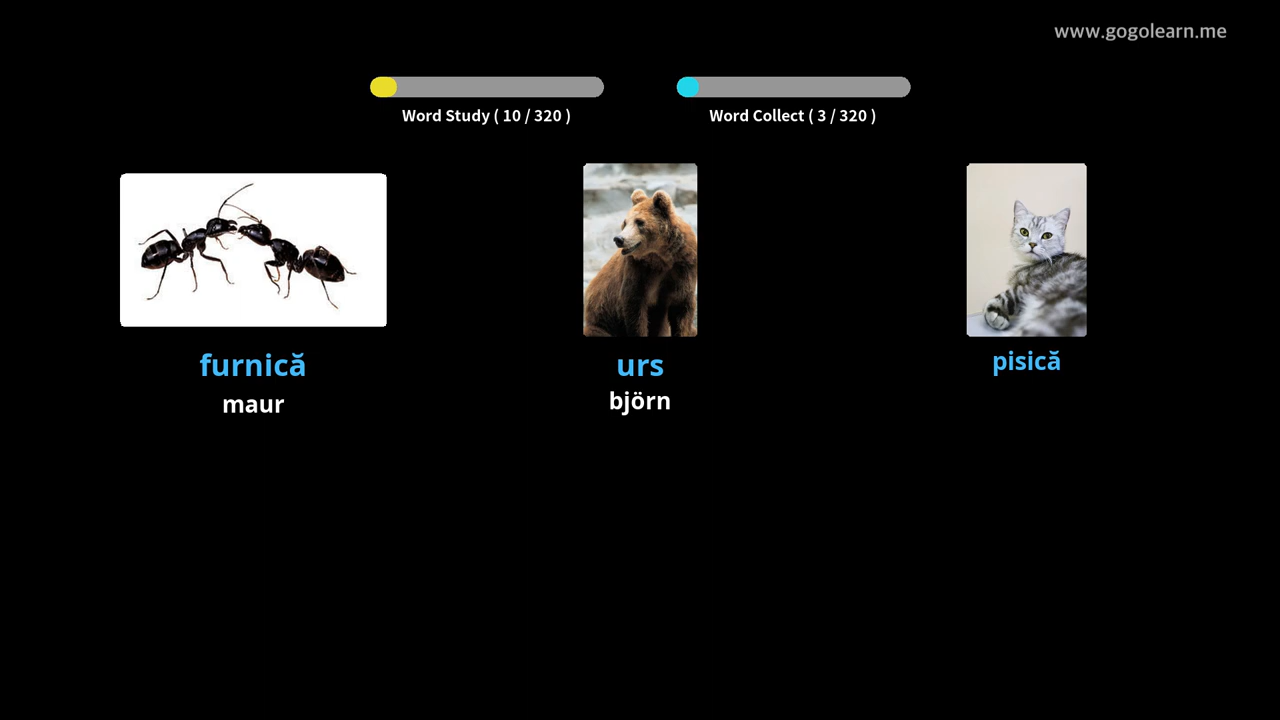 www.gogolearn.me
Word Study ( 10 / 320 )
Word Collect ( 3 / 320 )
furnică
maur
urs
björn
pisică